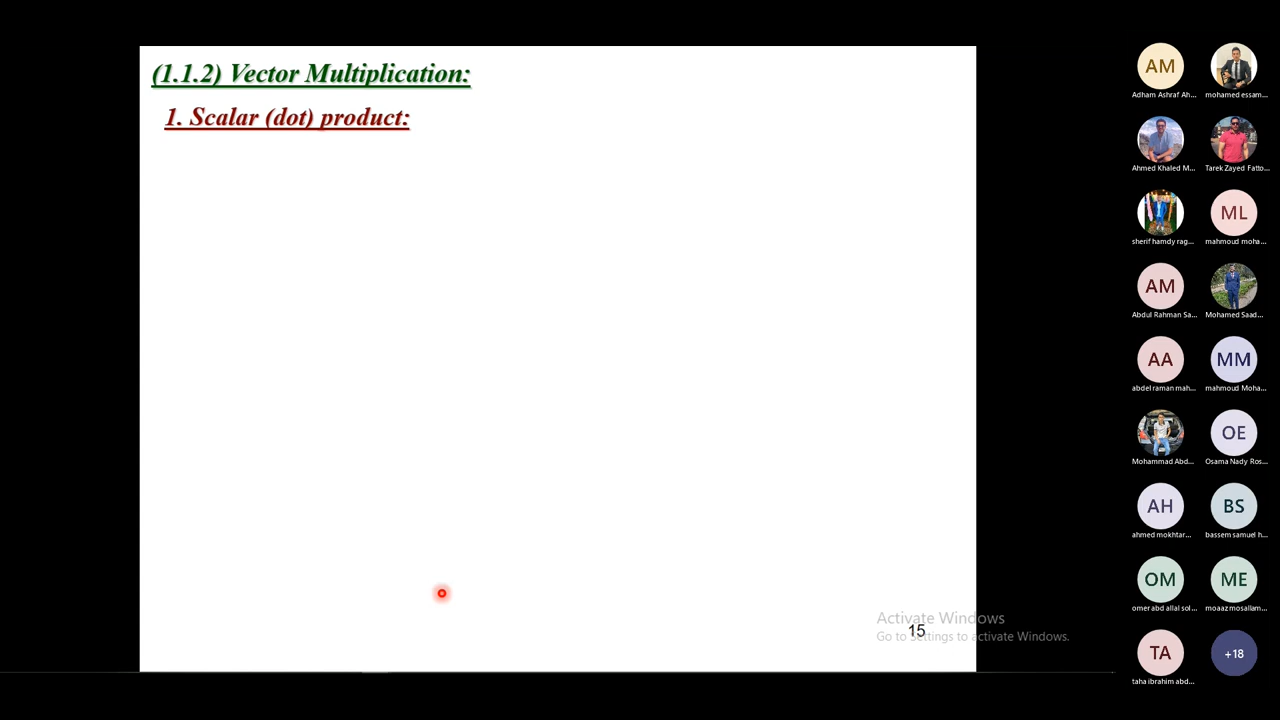 (1.1.2) Vector Multiplication:
1. Scalar (dot) product:
Activate Windows
15
Go to Settings to activate Windows.
AM
Adham Ashraf Ah...
mohamed essam...
Ahmed Khaled M...
Tarek Zayed Fatto...
sherif hamdy rag...
ML
mahmoud moha...
AM
Abdul Rahman Sa...
Mohamed Saad...
AA
abdel raman mah...
MM
mahmoud Moha...
Mohammad Abd...
OE
Osama Nady Ros...
AH
ahmed mokhtar...
BS
bassem samuel h...
OM
omer abd allal sol...
ME
moaaz mosallam...
TA
taha ibrahim abd...
+18